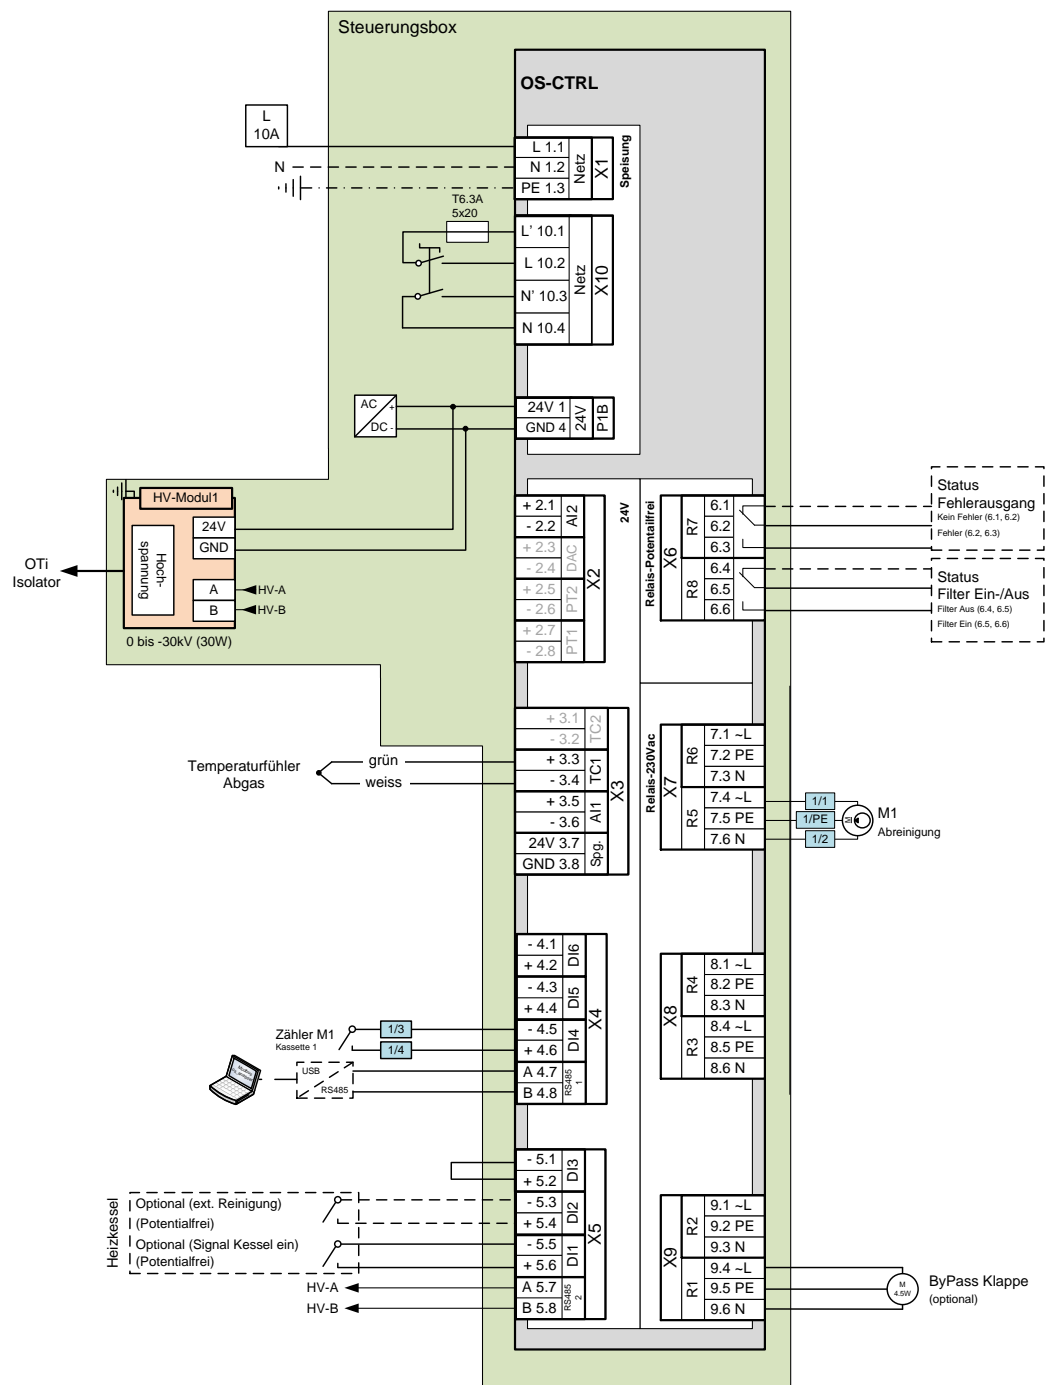 Steuerungsbox
OS-CTRL
L
10A
N
L 1.1
N 1.2
PE 1.3
Netz
X1
Speisung
T6.3A
5x20
L' 10.1
L 10.2
N' 10.3
N 10.4
Netz
X10
AC
+
DC -
24V 1
GND 4
24V
P1B
HV-Modul1
24V
GND
Hoch-
spannung
A
B
HV-A
HV-B
0 bis -30kV (30W)
OTi
Isolator
+ 2.1
- 2.2
AI2
+ 2.3
- 2.4
DAC
+ 2.5
- 2.6
PT2
+ 2.7
- 2.8
PT1
X2
24V
Relais-Potentailfrei
X6
R7
6.1
6.2
6.3
R8
6.4
6.5
6.6
Status
Fehlerausgang
Kein Fehler (6.1, 6.2)
Fehler (6.2, 6.3)
Status
Filter Ein-/Aus
Filter Aus (6.4, 6.5)
Filter Ein (6.5, 6.6)
Temperaturfühler
Abgas
grün
weiss
+ 3.1
- 3.2
TC2
+ 3.3
- 3.4
TC1
+ 3.5
- 3.6
AI1
24V 3.7
GND 3.8
Spg.
X3
Relais-230Vac
X7
R6
7.1 ~L
7.2 PE
7.3 N
R5
7.4 ~L
7.5 PE
7.6 N
1/1
1/PE
1/2
M
M1
Abreinigung
Zähler M1
Kassette 1
1/3
1/4
USB
RS485
- 4.1
+ 4.2
DI6
- 4.3
+ 4.4
DI5
- 4.5
+ 4.6
DI4
A 4.7
B 4.8
RS485
1
X4
X8
R4
8.1 ~L
8.2 PE
8.3 N
R3
8.4 ~L
8.5 PE
8.6 N
Heizkessel
Optional (ext. Reinigung)
(Potentialfrei)
Optional (Signal Kessel ein)
(Potentialfrei)
HV-A
HV-B
- 5.1
+ 5.2
DI3
- 5.3
+ 5.4
DI2
- 5.5
+ 5.6
DI1
A 5.7
B 5.8
RS485
2
X5
X9
R2
9.1 ~L
9.2 PE
9.3 N
R1
9.4 ~L
9.5 PE
9.6 N
M
4.5W
ByPass Klappe
(optional)